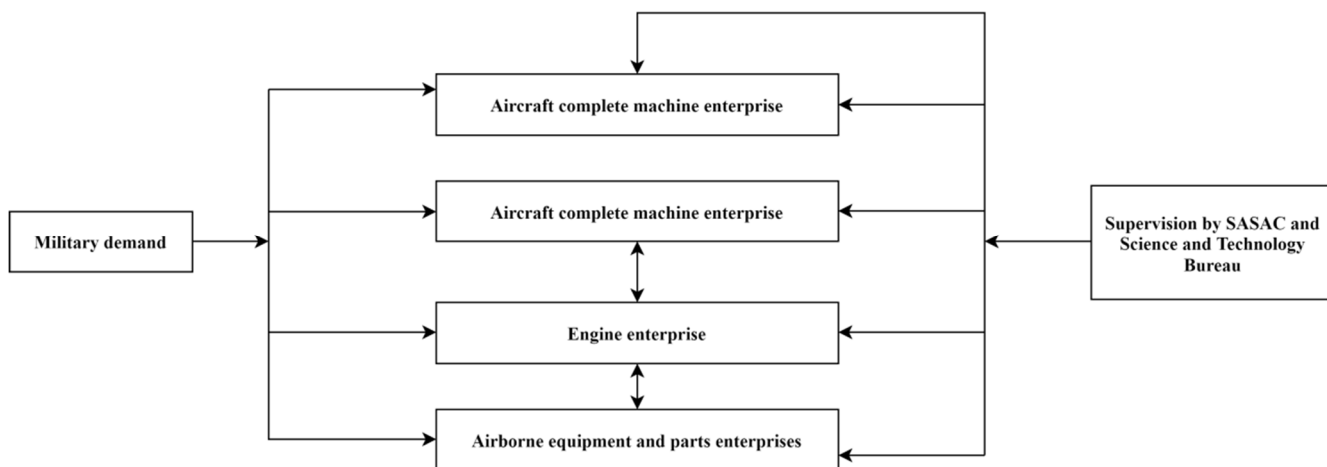 Aircraft complete machine enterprise
Aircraft complete machine enterprise
Military demand
Supervision by SASAC and
Science and Technology
Bureau
Engine enterprise
Airborne equipment and parts enterprises